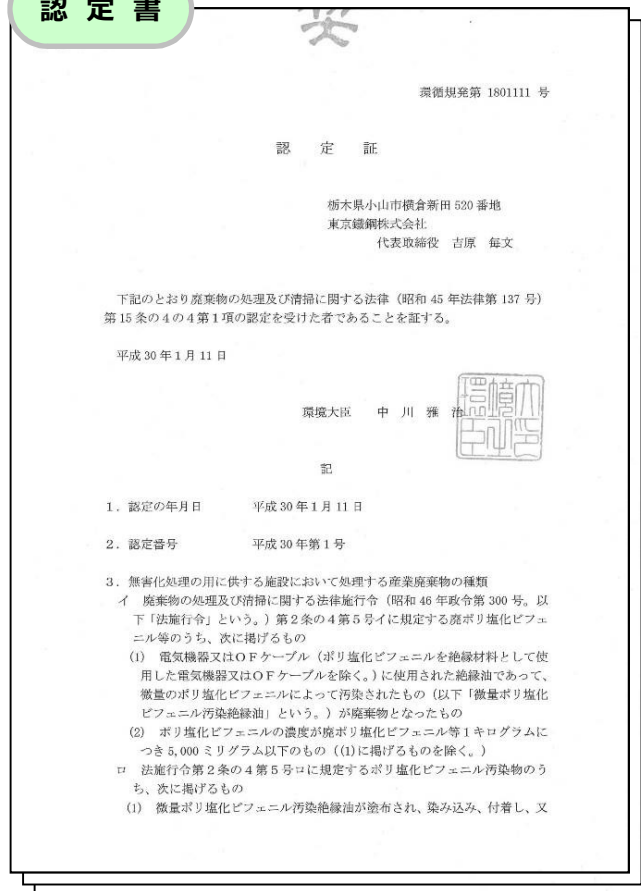 認定書
環循規発第 1801111 号
認 定 証
栃木県小山市横倉新田 520 番地
東京鐵鋼株式会社
代表取締役 吉原 毎文
下記のとおり廃棄物の処理及び清掃に関する法律(昭和 45 年法律第 137 号)
第 15 条の4の4第1項の認定を受けた者であることを証する。
平成 30 年1月 11 日
環境大臣 中 川 雅 治
環境大臣之印
記
1.認定の年月日 平成 30 年1月 11 日
2.認定番号 平成 30 年第1号
3.無害化処理の用に供する施設において処理する産業廃棄物の種類
イ 廃棄物の処理及び清掃に関する法律施行令(昭和 46 年政令第 300 号。以
下「法施行令」という。)第2条の4第5号イに規定する廃ポリ塩化ビフェ
ニル等のうち、次に掲げるもの
(1) 電気機器又はOFケーブル(ポリ塩化ビフェニルを絶縁材料として使
用した電気機器又はOFケーブルを除く。)に使用された絶縁油であって、
微量のポリ塩化ビフェニルによって汚染されたもの(以下「微量ポリ塩化
ビフェニル汚染絶縁油」という。)が廃棄物となったもの
(2) ポリ塩化ビフェニルの濃度が廃ポリ塩化ビフェニル等1キログラムに
つき 5,000 ミリグラム以下のもの((1)に掲げるものを除く。)
ロ 法施行令第2条の4第5号ロに規定するポリ塩化ビフェニル汚染物のう
ち、次に掲げるもの
(1) 微量ポリ塩化ビフェニル汚染絶縁油が塗布され、染み込み、付着し、又